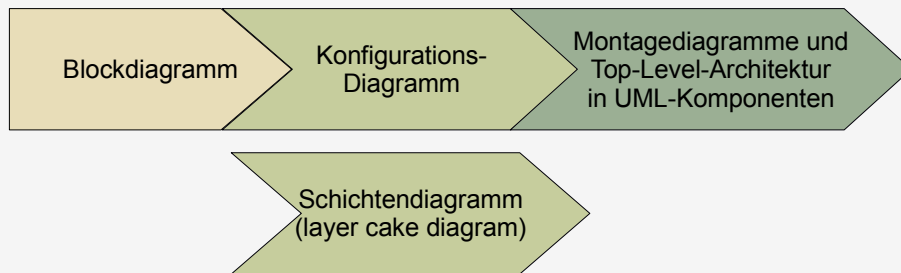 Blockdiagramm
Konfigurations-
Diagramm
Montagediagramme und
Top-Level-Architektur
in UML-Komponenten
Schichtendiagramm
(layer cake diagram)